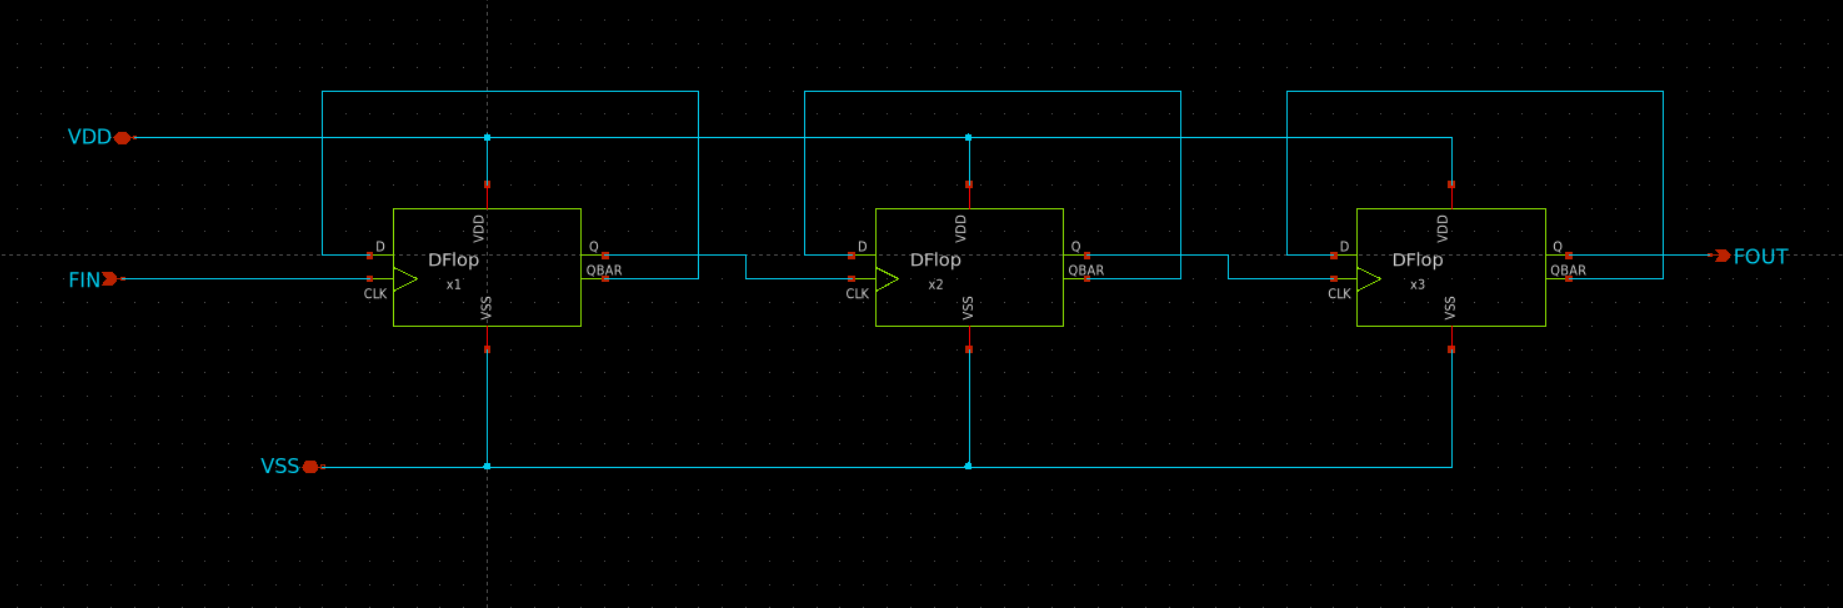 VDD
FIN
VSS
D
CLK
VDD
DFlop
x1
VSS
Q
QBAR
D
CLK
VDD
DFlop
x2
VSS
Q
QBAR
D
CLK
VDD
DFlop
x3
VSS
Q
QBAR
FOUT